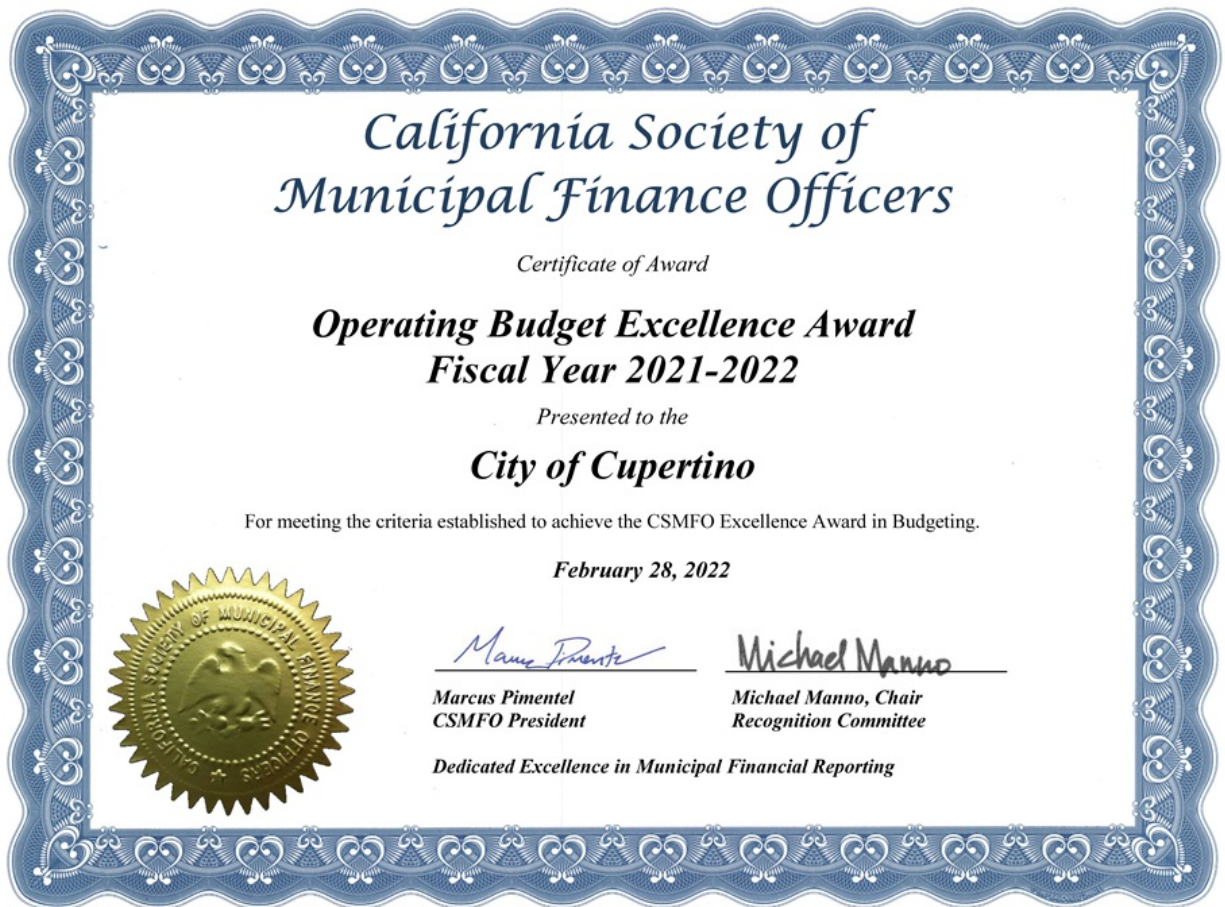 California Society of
Municipal Finance Officers
Certificate of Award
Operating Budget Excellence Award
Fiscal Year 2021-2022
Presented to the
City of Cupertino
For meeting the criteria established to achieve the CSMFO Excellence Award in Budgeting.
February 28, 2022
CALIFORNIA SOCIETY OF MUNICIPAL FINANCE OFFICERS
Michael Manno
Marcus Pimentel
CSMFO President
Michael Manno, Chair
Recognition Committee
Dedicated Excellence in Municipal Financial Reporting